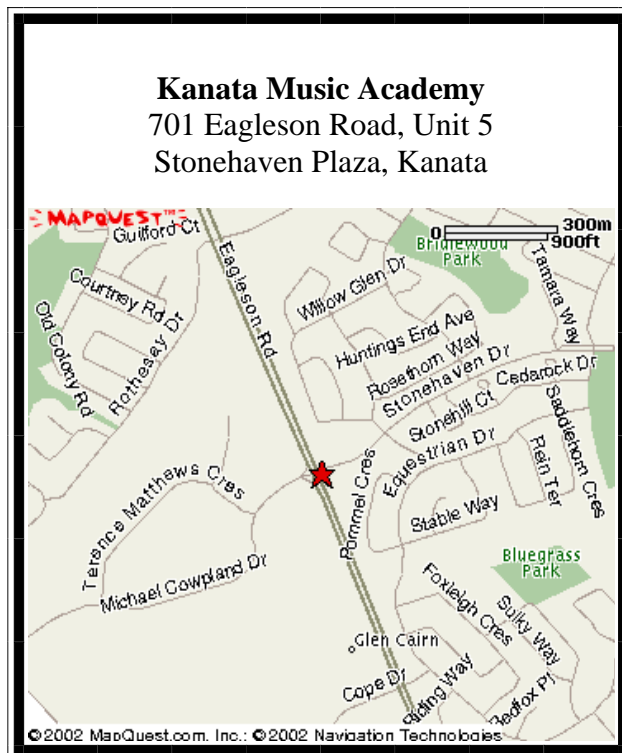 Kanata Music Academy
701 Eagleson Road, Unit 5
Stonehaven Plaza, Kanata
MAPQUEST™
0 300m
900ft
Guilford Ct
Eagleson Rd
Bridlewood
Park
Tamara Way
Courtney Rd
Willow Glen Dr
Old Colony Rd
Rothesay Dr
Huntings End Ave
Rosethorn Way
Stonehaven Dr
Cedarock Dr
Stonehill Ct
Saddlehorn Cres
Equestrian Dr
Rein Ter
Pommel Cres
Terence Matthews Cres
Stable Way
Michael Cowpland Dr
Bluegrass
Park
Foxleigh Cres
Sulky Way
Glen Cairn
Cope Dr
Riding Way
Redfox Pl
©2002 MapQuest.com, Inc.; ©2002 Navigation Technologies